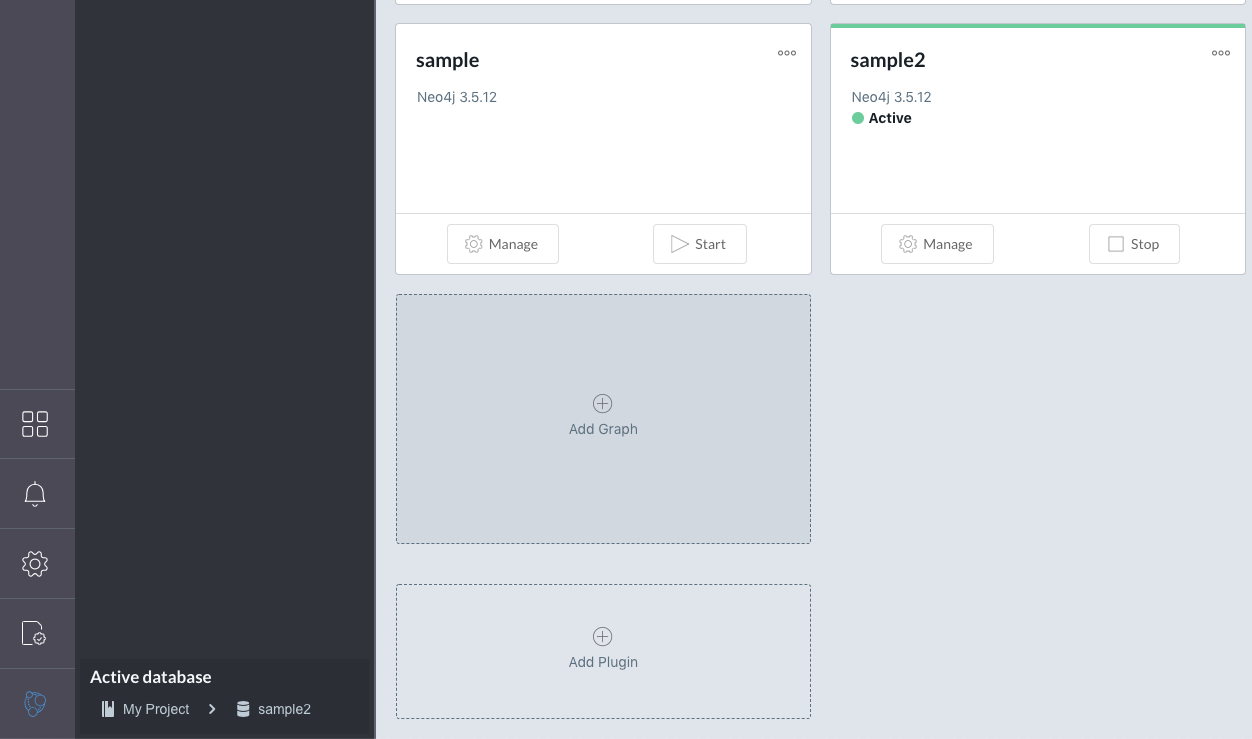 sample
Neo4j 3.5.12
Manage
Start
sample2
Neo4j 3.5.12
Active
Manage
Stop
Add Graph
Add Plugin
Active database
My Project > sample2